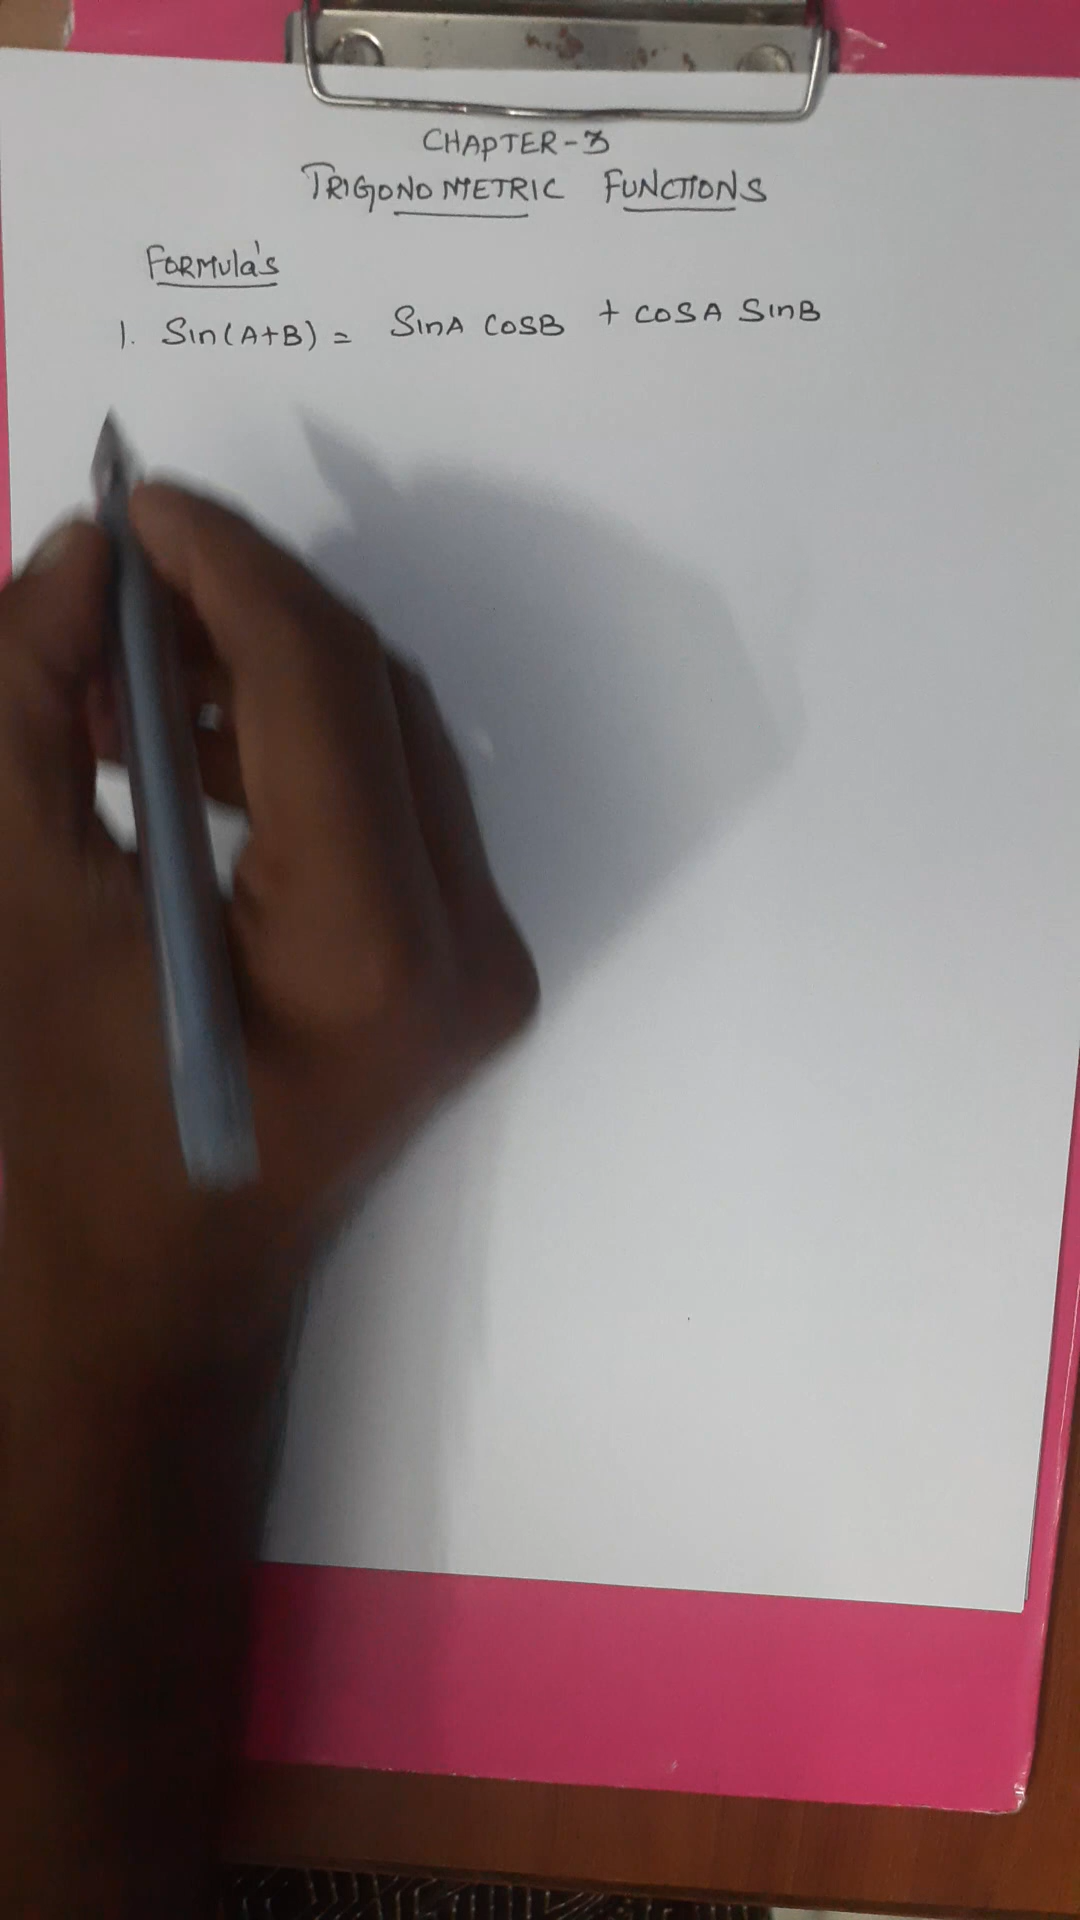 CHAPTER-3
TRIGONOMETRIC FUNCTIONS
FORMula's
1. Sin(A+B) = SinA COSB + COSA SinB